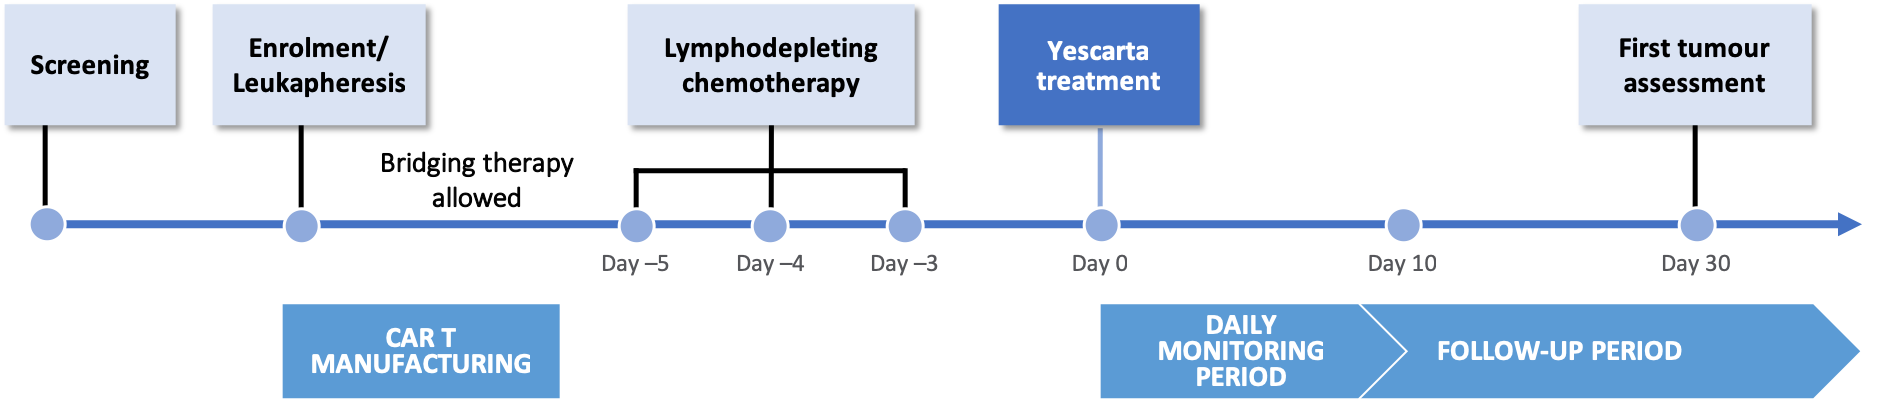 Screening
Enrolment/
Leukapheresis
Lymphodepleting
chemotherapy
Yescarta
treatment
First tumour
assessment
Bridging therapy
allowed
Day –5
Day –4
Day –3
Day 0
Day 10
Day 30
CAR T
MANUFACTURING
DAILY
MONITORING
PERIOD
FOLLOW-UP PERIOD